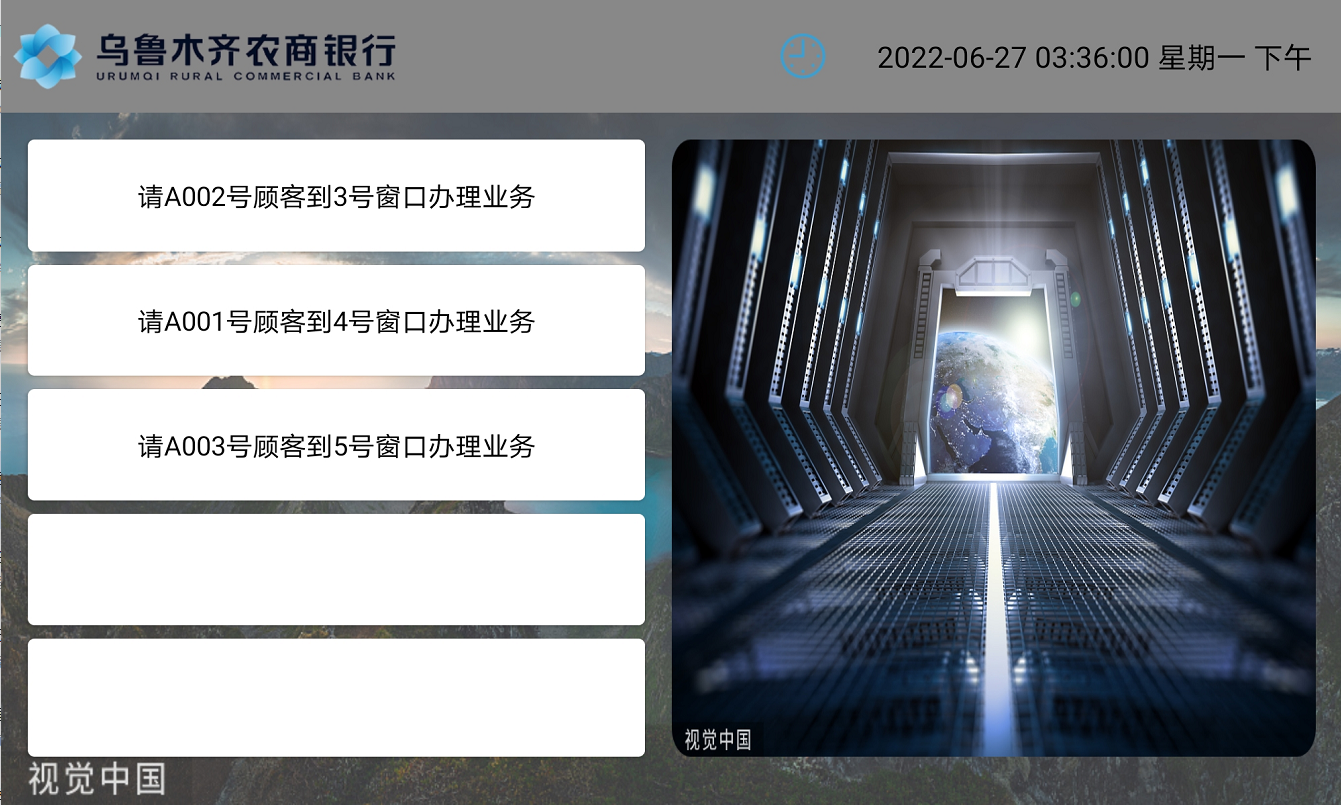 乌鲁木齐农商银行
URUMQI RURAL COMMERCIAL BANK
2022-06-27 03:36:00 星期一 下午
请A002号顾客到3号窗口办理业务
请A001号顾客到4号窗口办理业务
请A003号顾客到5号窗口办理业务
视觉中国
视觉中国